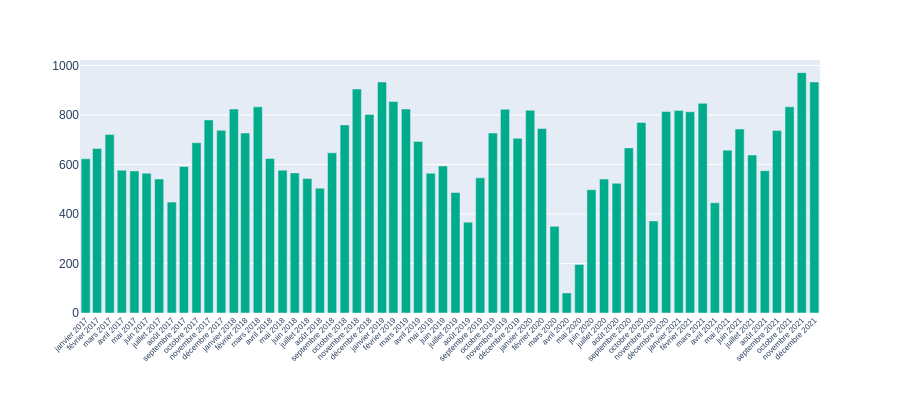 1000
800
600
400
200
0
janvier 2017
février 2017
mars 2017
avril 2017
mai 2017
juin 2017
juillet 2017
août 2017
septembre 2017
octobre 2017
novembre 2017
décembre 2017
janvier 2018
février 2018
mars 2018
avril 2018
mai 2018
juin 2018
juillet 2018
août 2018
septembre 2018
octobre 2018
novembre 2018
décembre 2018
janvier 2019
février 2019
mars 2019
avril 2019
mai 2019
juin 2019
juillet 2019
août 2019
septembre 2019
octobre 2019
novembre 2019
décembre 2019
janvier 2020
février 2020
mars 2020
avril 2020
mai 2020
juin 2020
juillet 2020
août 2020
septembre 2020
octobre 2020
novembre 2020
décembre 2020
janvier 2021
février 2021
mars 2021
avril 2021
mai 2021
juin 2021
juillet 2021
août 2021
septembre 2021
octobre 2021
novembre 2021
décembre 2021